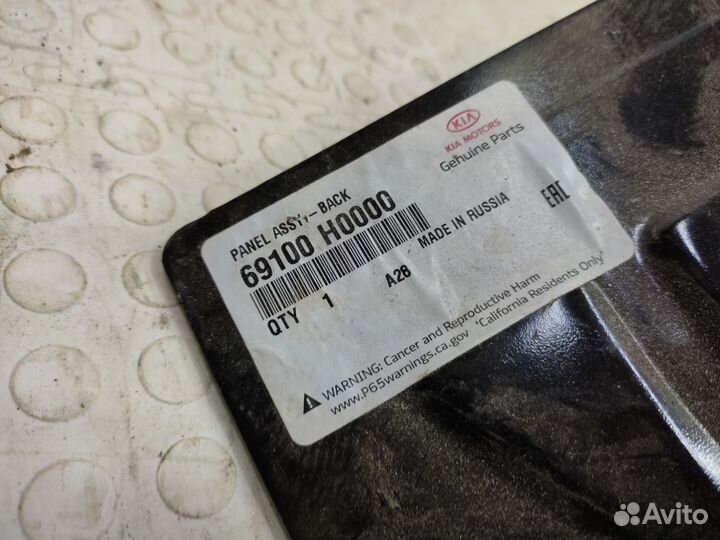 KIA
KIA MOTORS
Genuine Parts
PANEL ASSY,-BACK
69100 H0000
QTY 1 A28 MADE IN RUSSIA
EAC
WARNING: Cancer and Reproductive Harm
www.P65warnings.ca.gov 'California Residents Only'
Avito